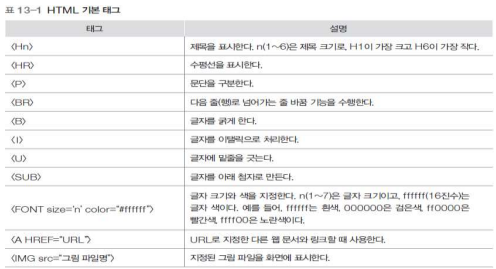 표 13-1 HTML 기본 태그
태그 설명
<Hn> 제목을 표시한다. n(1~6)은 제목 크기로, H1이 가장 크고 H6이 가장 작다.
<HR> 수평선을 표시한다.
<P> 문단을 구분한다.
<BR> 다음 줄(행)로 넘어가는 줄 바꿈 기능을 수행한다.
<B> 글자를 굵게 한다.
<I> 글자를 이탤릭으로 처리한다.
<U> 글자에 밑줄을 긋는다.
<SUB> 글자를 아래 첨자로 만든다.
<FONT size='n' color="#ffffff"> 글자 크기와 색을 지정한다. n(1~7)은 글자 크기이고, ffffff(16진수)는
글자 색이다. 예를 들어, ffffff는 흰색, 000000은 검은색, ff0000은
빨간색, ffff00은 노란색이다.
<A HREF="URL"> URL로 지정한 다른 웹 문서와 링크할 때 사용한다.
<IMG src="그림 파일명"> 지정된 그림 파일을 화면에 표시한다.